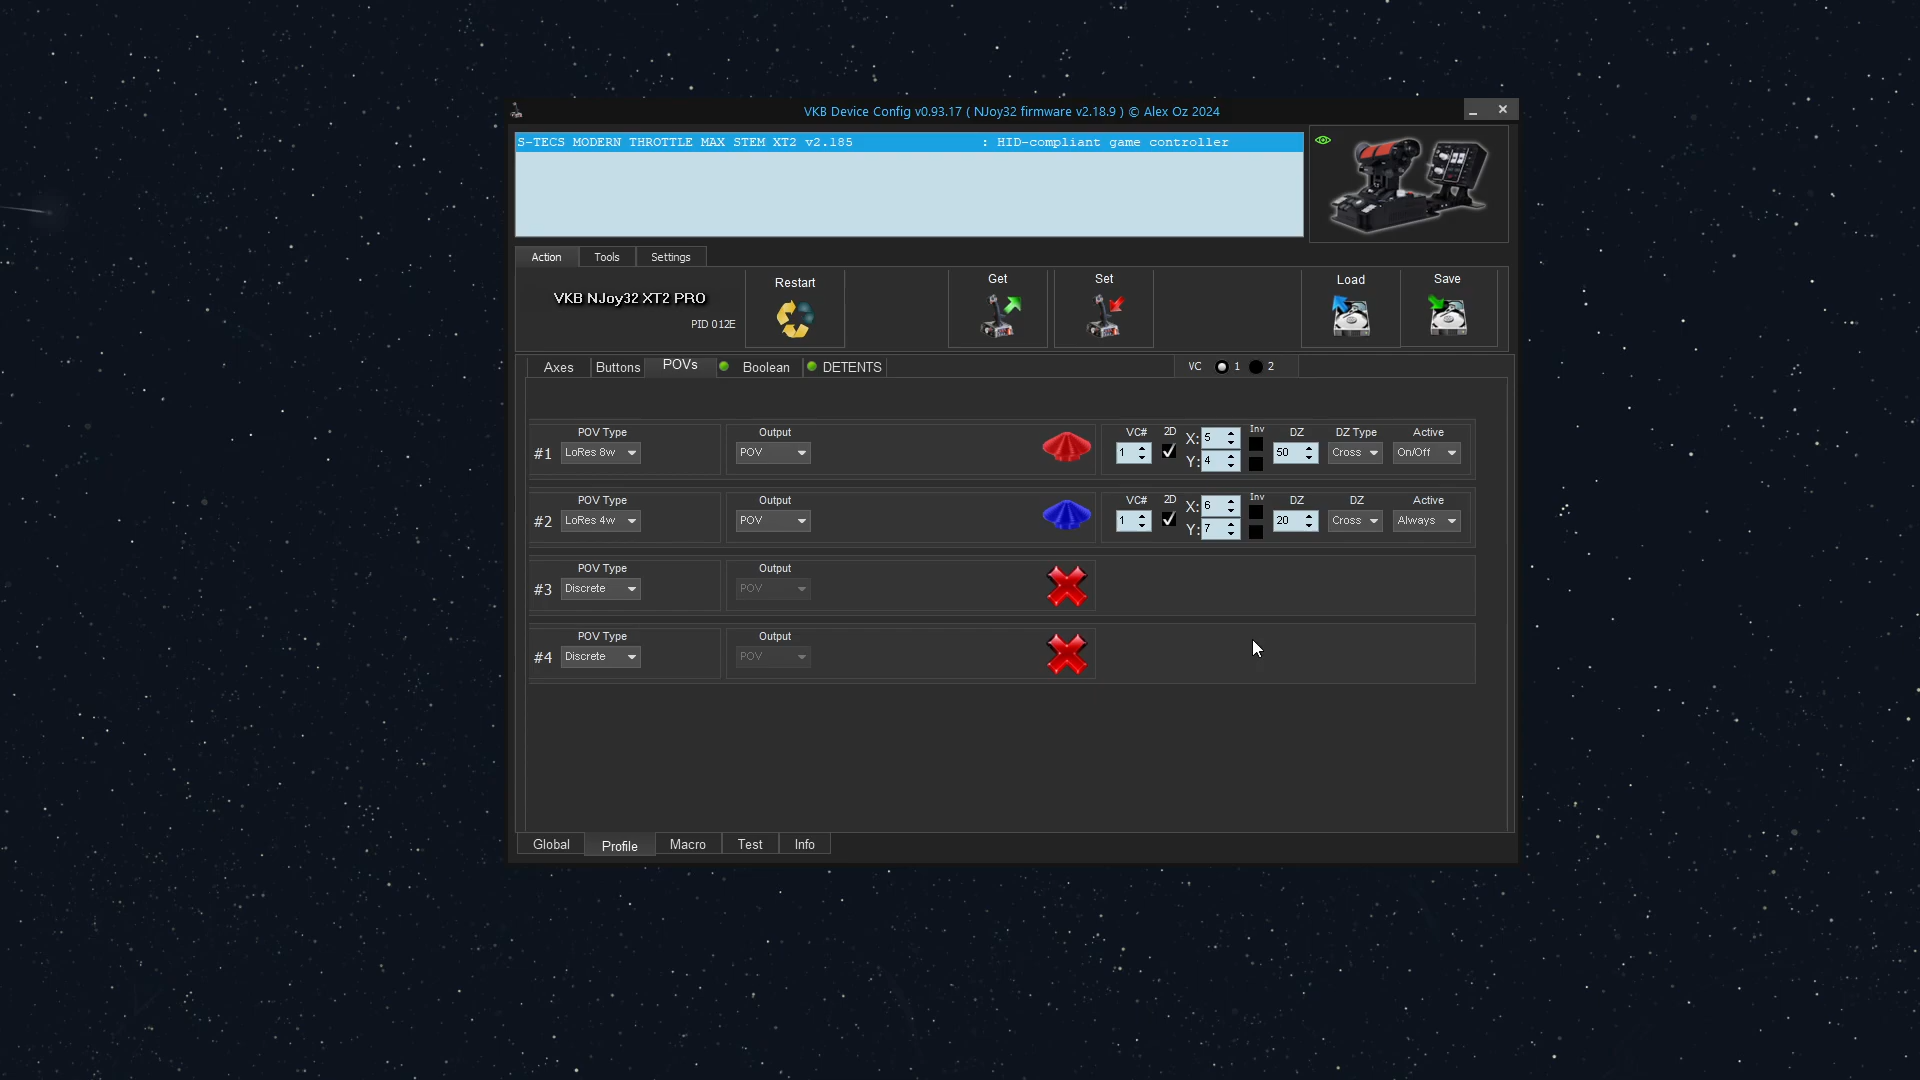 VKB Device Config v0.93.17 ( NJoy32 firmware v2.18.9 ) © Alex Oz 2024
S-TECS MODERN THROTTLE MAX STEM XT2 v2.185 : HID-compliant game controller
Action Tools Settings
VKB NJoy32 XT2 PRO
PID 012E
Restart
Get
Set
Load
Save
Axes Buttons POVs Boolean DETENTS VC 1 2
POV Type Output VC# 2D Inv DZ DZ Type Active
#1 LoRes 8w POV 1 X: 5 50 Cross On/Off
Y: 4
POV Type Output VC# 2D Inv DZ DZ Active
#2 LoRes 4w POV 1 X: 6 20 Cross Always
Y: 7
POV Type Output
#3 Discrete POV
POV Type Output
#4 Discrete POV
Global Profile Macro Test Info